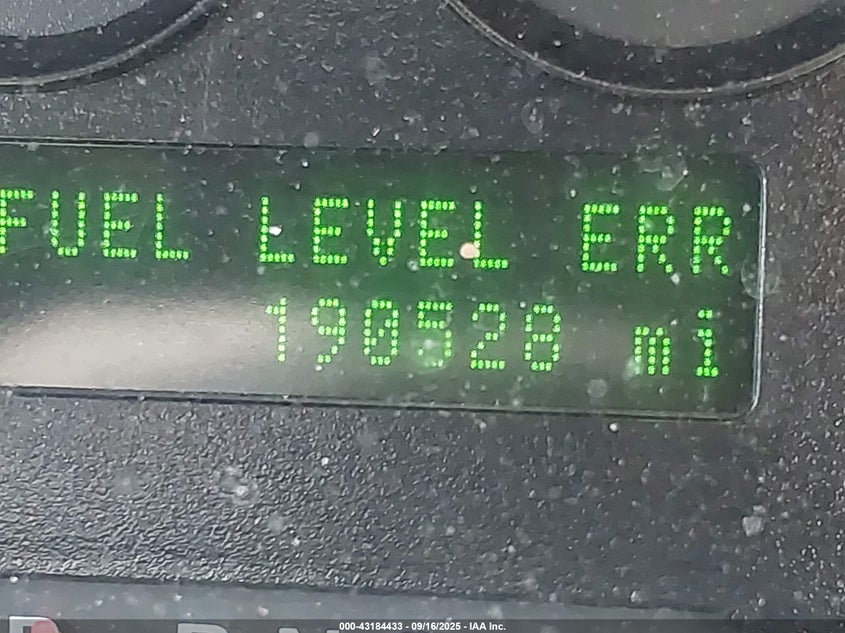 FUEL LEVEL ERR
190528 mi
000-43184433 - 09/16/2025 - IAA Inc.